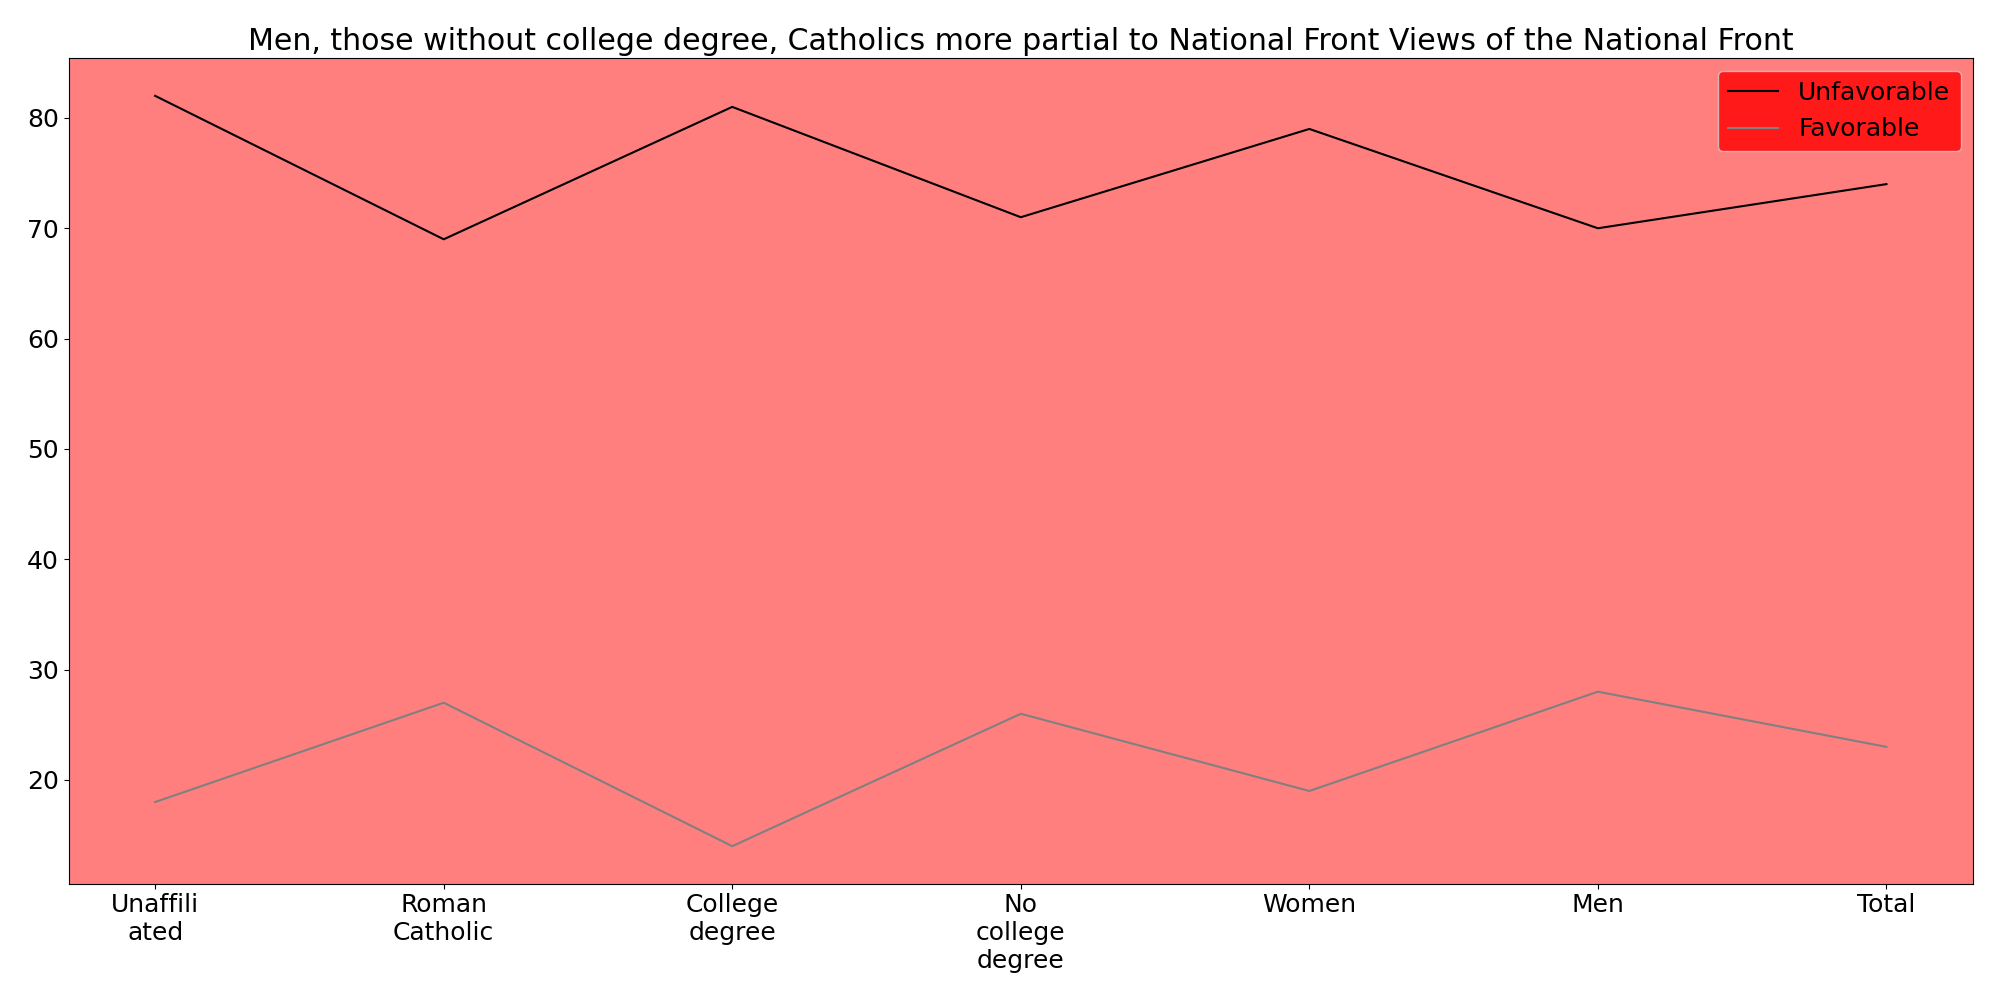 Men, those without college degree, Catholics more partial to National Front Views of the National Front
Unfavorable
Favorable
80
70
60
50
40
30
20
Unaffili
ated
Roman
Catholic
College
degree
No
college
degree
Women
Men
Total